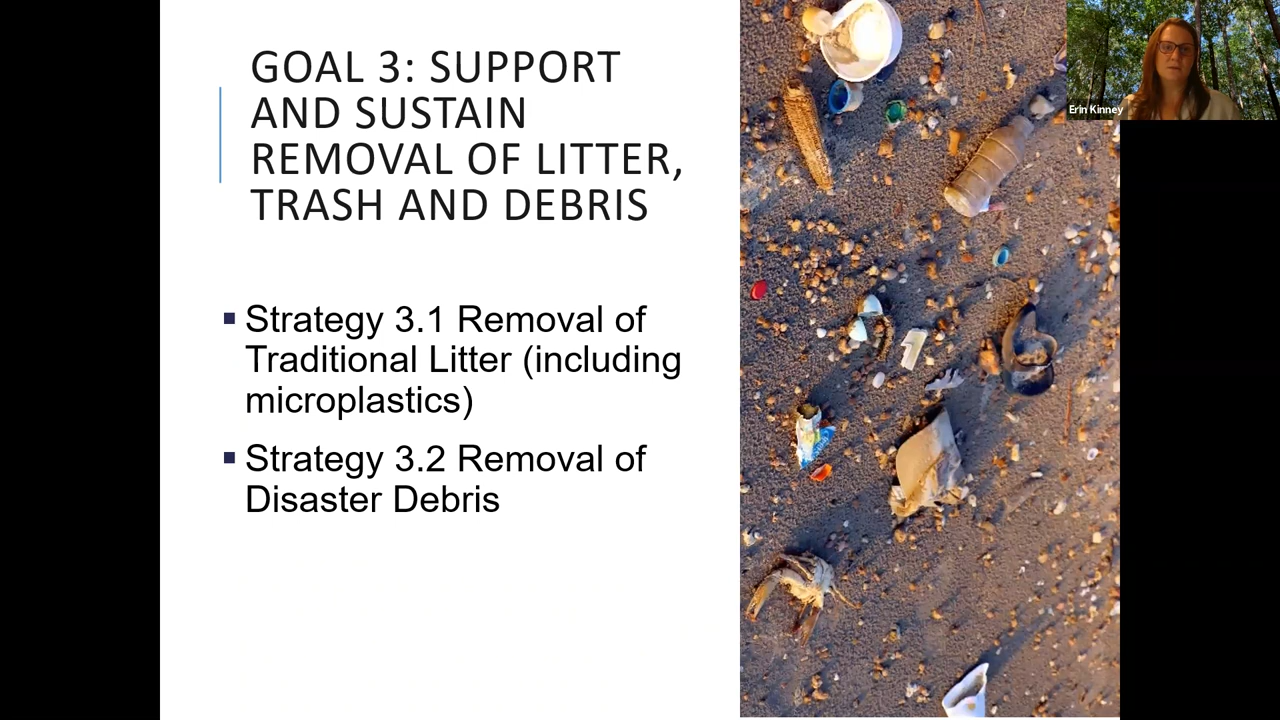 GOAL 3: SUPPORT
AND SUSTAIN
REMOVAL OF LITTER,
TRASH AND DEBRIS
▪ Strategy 3.1 Removal of
Traditional Litter (including
microplastics)
▪ Strategy 3.2 Removal of
Disaster Debris
Erin Kinney